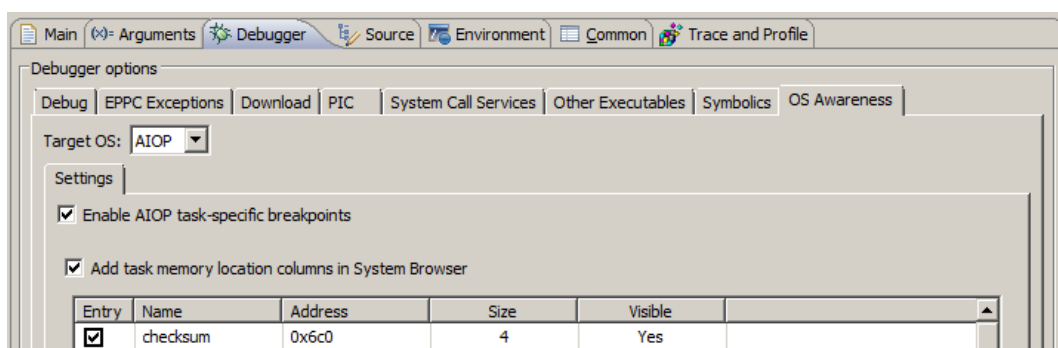 Main (x)= Arguments Debugger Source Environment Common Trace and Profile
Debugger options
Debug EPPC Exceptions Download PIC System Call Services Other Executables Symbolics OS Awareness
Target OS: AIOP
Settings
Enable AIOP task-specific breakpoints
Add task memory location columns in System Browser
Entry Name Address Size Visible
checksum 0x6c0 4 Yes